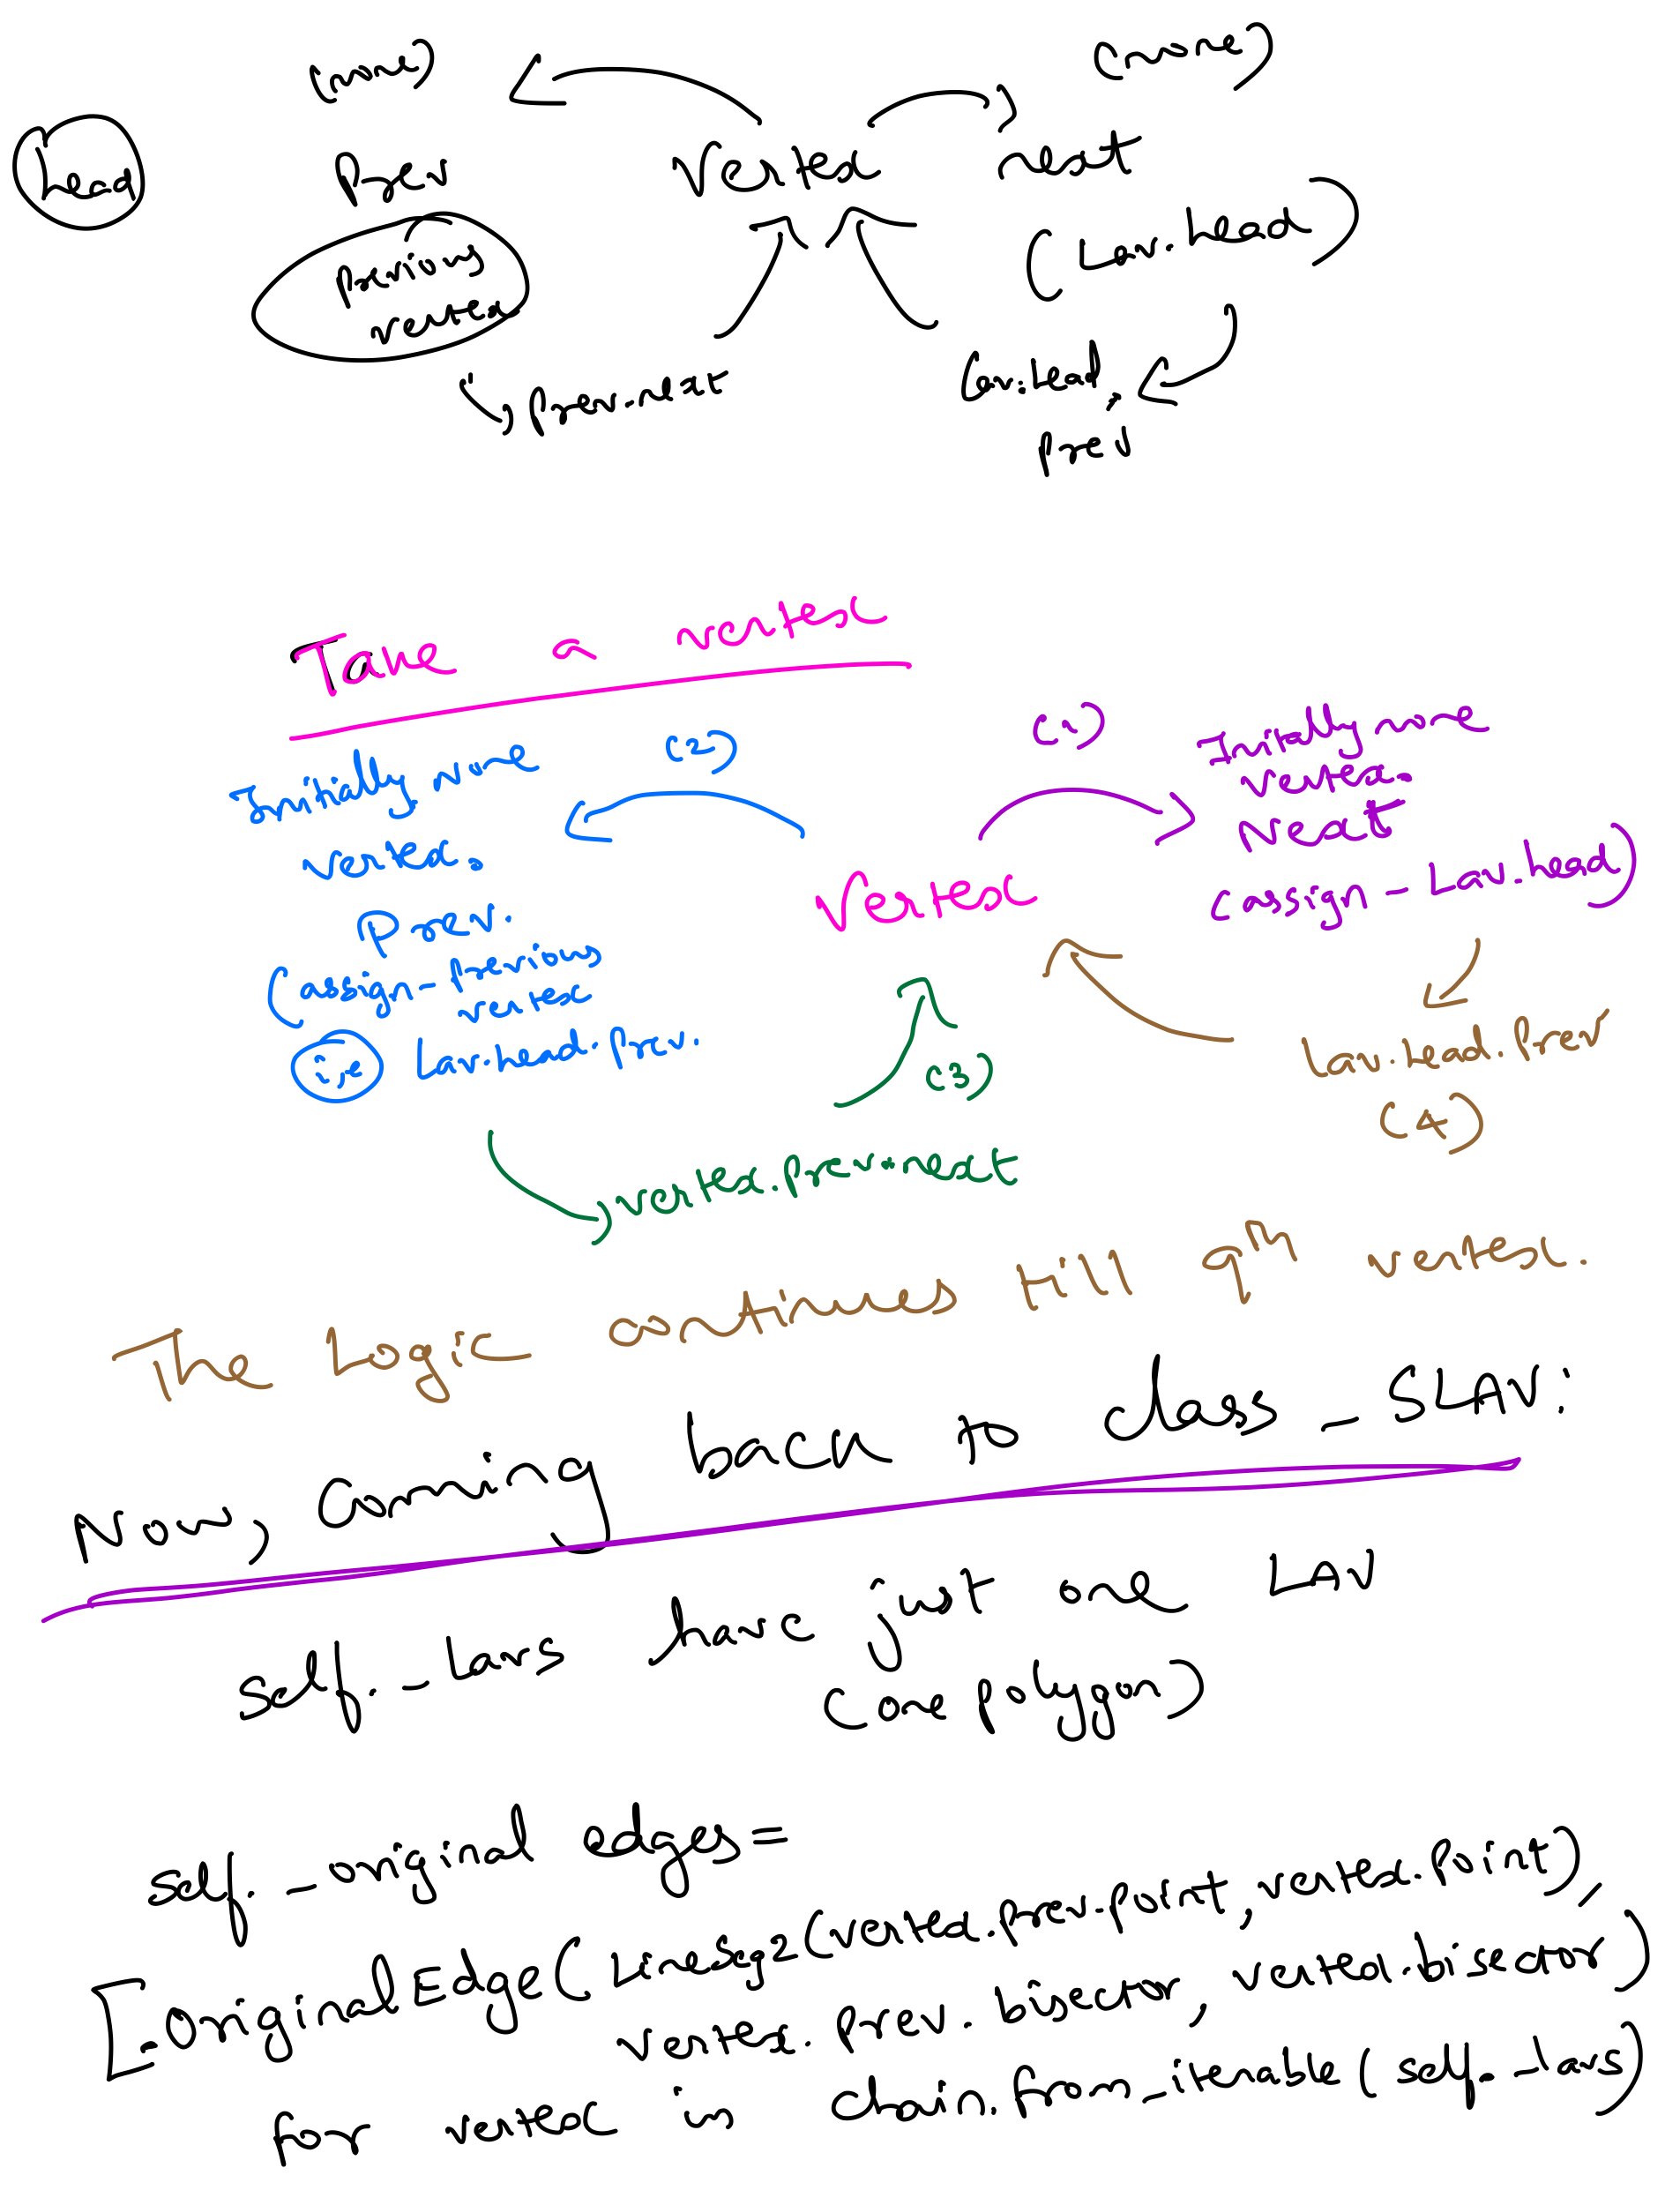 (none)
(none)
head
Prev
Vertex
next
previous
vertex
(Lav.head)
prev.next
Lav.head.
prev
Take a vertex
Initially None
(2)
(1)
Initially none
vertex.
vertex.
Next
Prev.
Vertex
(assign - Lav.head)
(assign - previous
vertex
i.e Lav.head.Prev.
(3)
Lav.head.Prev
(4)
vertex.prev.next
The Logic continues till 9th vertex.
Now, coming back to class _SLAV:
self._lavs have just one LAV
(one polygon)
self._original edges =
[_OriginalEdge(LineSeg2(vertex.prev.point, vertex.Point),
vertex.Prev.bisector, vertex.bisector)
for vertex in chain.from_iterable(self._lavs)